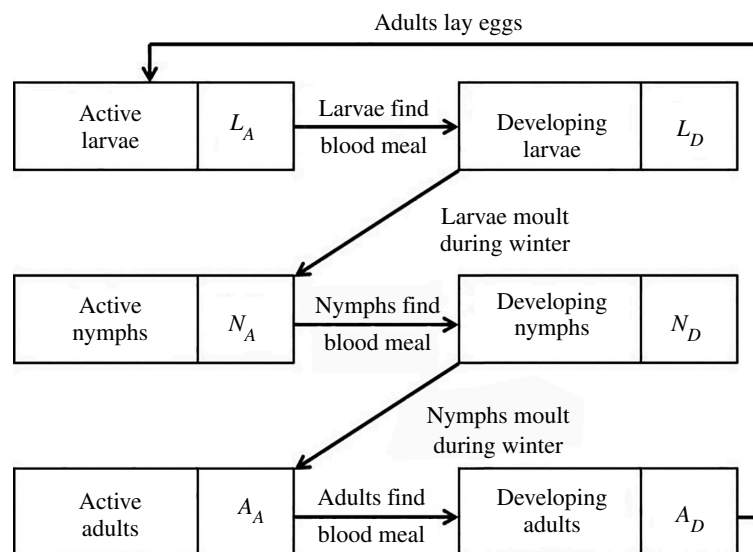 Adults lay eggs
Active
larvae
L_A
Larvae find
blood meal
Developing
larvae
L_D
Larvae moult
during winter
Active
nymphs
N_A
Nymphs find
blood meal
Developing
nymphs
N_D
Nymphs moult
during winter
Active
adults
A_A
Adults find
blood meal
Developing
adults
A_D